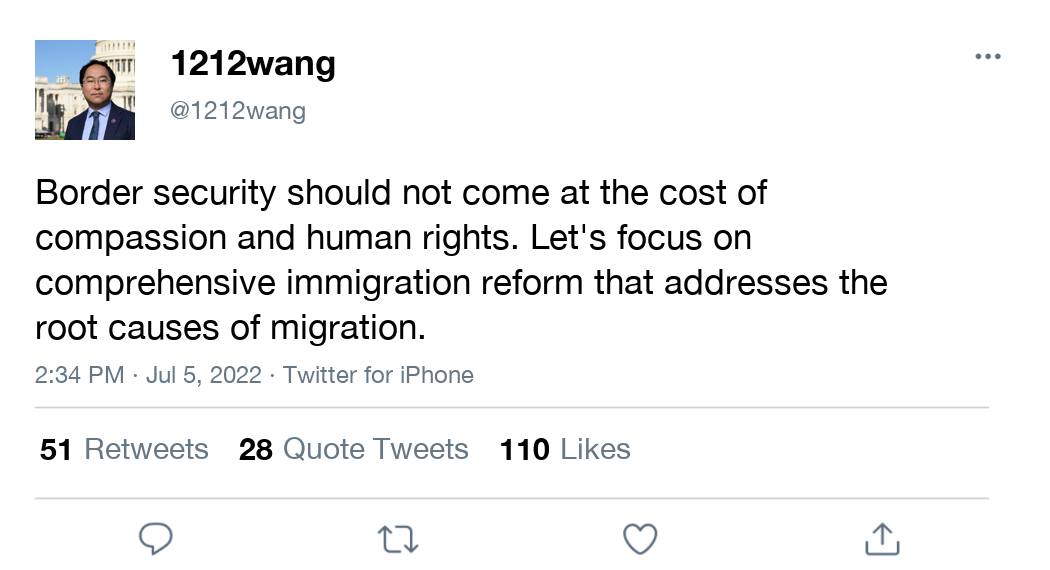 1212wang
@1212wang
Border security should not come at the cost of
compassion and human rights. Let's focus on
comprehensive immigration reform that addresses the
root causes of migration.
2:34 PM · Jul 5, 2022 · Twitter for iPhone
51 Retweets 28 Quote Tweets 110 Likes